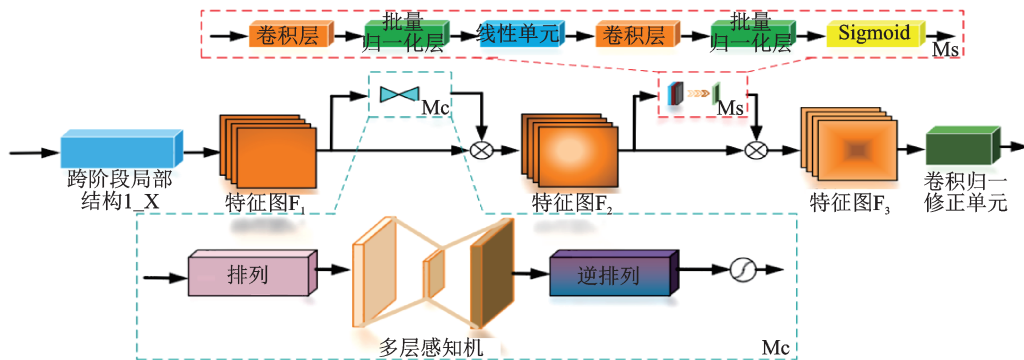 卷积层
批量
归一化层
线性单元
卷积层
批量
归一化层
Sigmoid
Ms
Mc
Ms
跨阶段局部
结构1_X
特征图F₁
特征图F₂
特征图F₃
卷积归一
修正单元
排列
多层感知机
逆排列
Mc